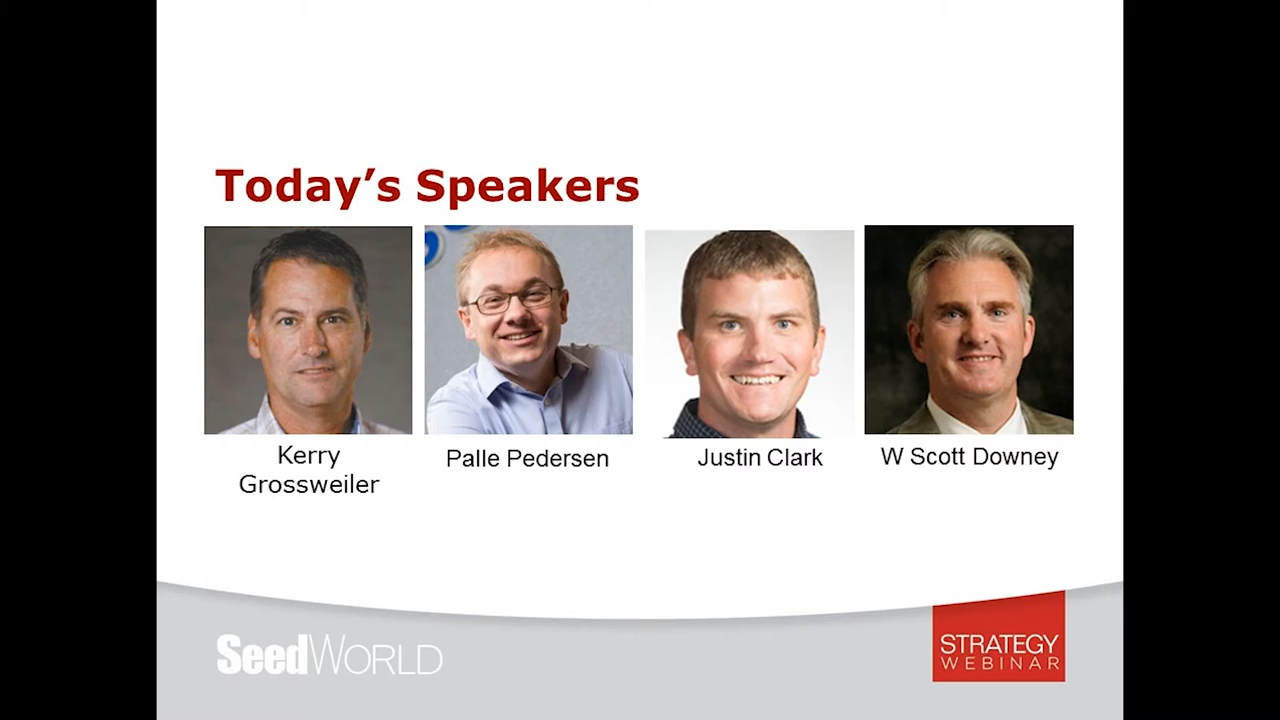 Today's Speakers
Kerry
Grossweiler
Palle Pedersen
Justin Clark
W Scott Downey
SeedWORLD
STRATEGY
WEBINAR